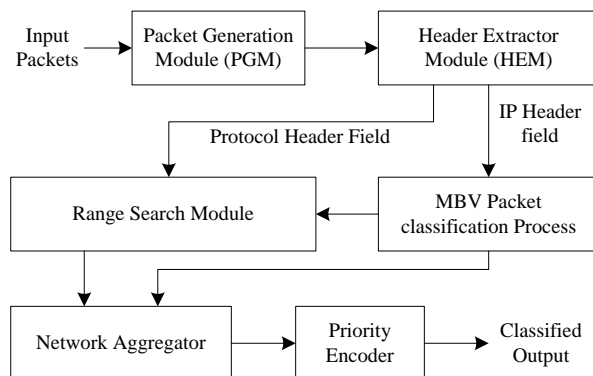 Input
Packets
Packet Generation
Module (PGM)
Header Extractor
Module (HEM)
Protocol Header Field
IP Header
field
Range Search Module
MBV Packet
classification Process
Network Aggregator
Priority
Encoder
Classified
Output